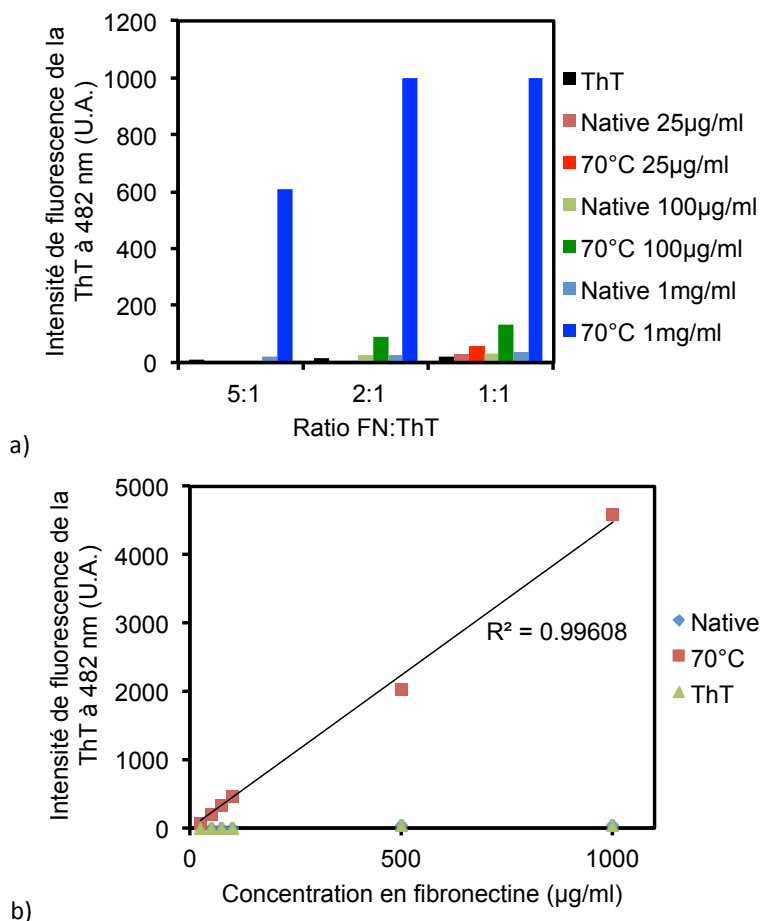 1200
1000
800
600
400
200
0
Intensité de fluorescence de la
ThT à 482 nm (U.A.)
5:1 2:1 1:1
Ratio FN:ThT
ThT
Native 25µg/ml
70°C 25µg/ml
Native 100µg/ml
70°C 100µg/ml
Native 1mg/ml
70°C 1mg/ml
a)
5000
4000
3000
2000
1000
0
Intensité de fluorescence de la
ThT à 482 nm (U.A.)
R² = 0.99608
0 500 1000
Concentration en fibronectine (µg/ml)
Native
70°C
ThT
b)